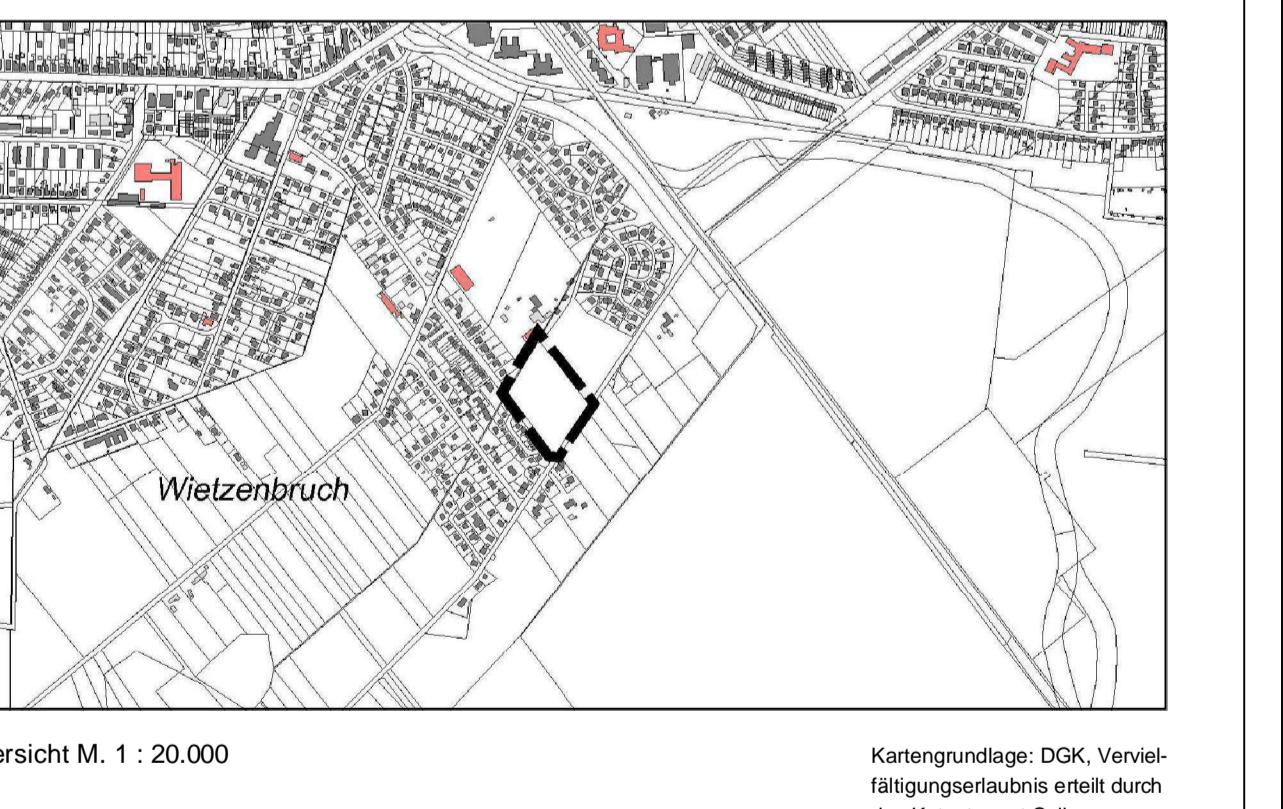 Wietzenbruch
ersicht M. 1 : 20.000
Kartengrundlage: DGK, Verviel-
fältigungserlaubnis erteilt durch